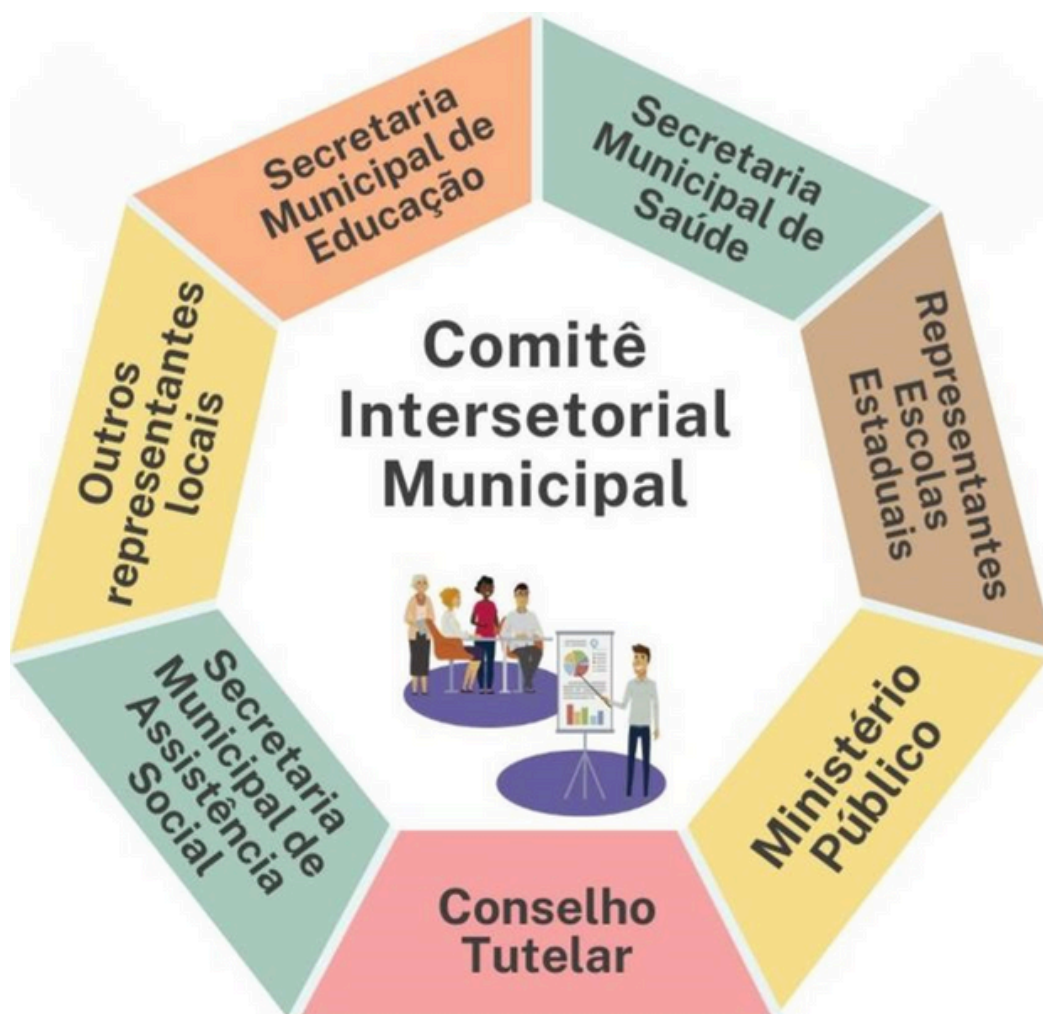 Secretaria
Municipal de
Educação
Secretaria
Municipal de
Saúde
Representantes
Escolas
Estaduais
Ministério
Público
Conselho
Tutelar
Secretaria
Municipal de
Assistência
Social
Outros
representantes
locais
Comitê
Intersetorial
Municipal